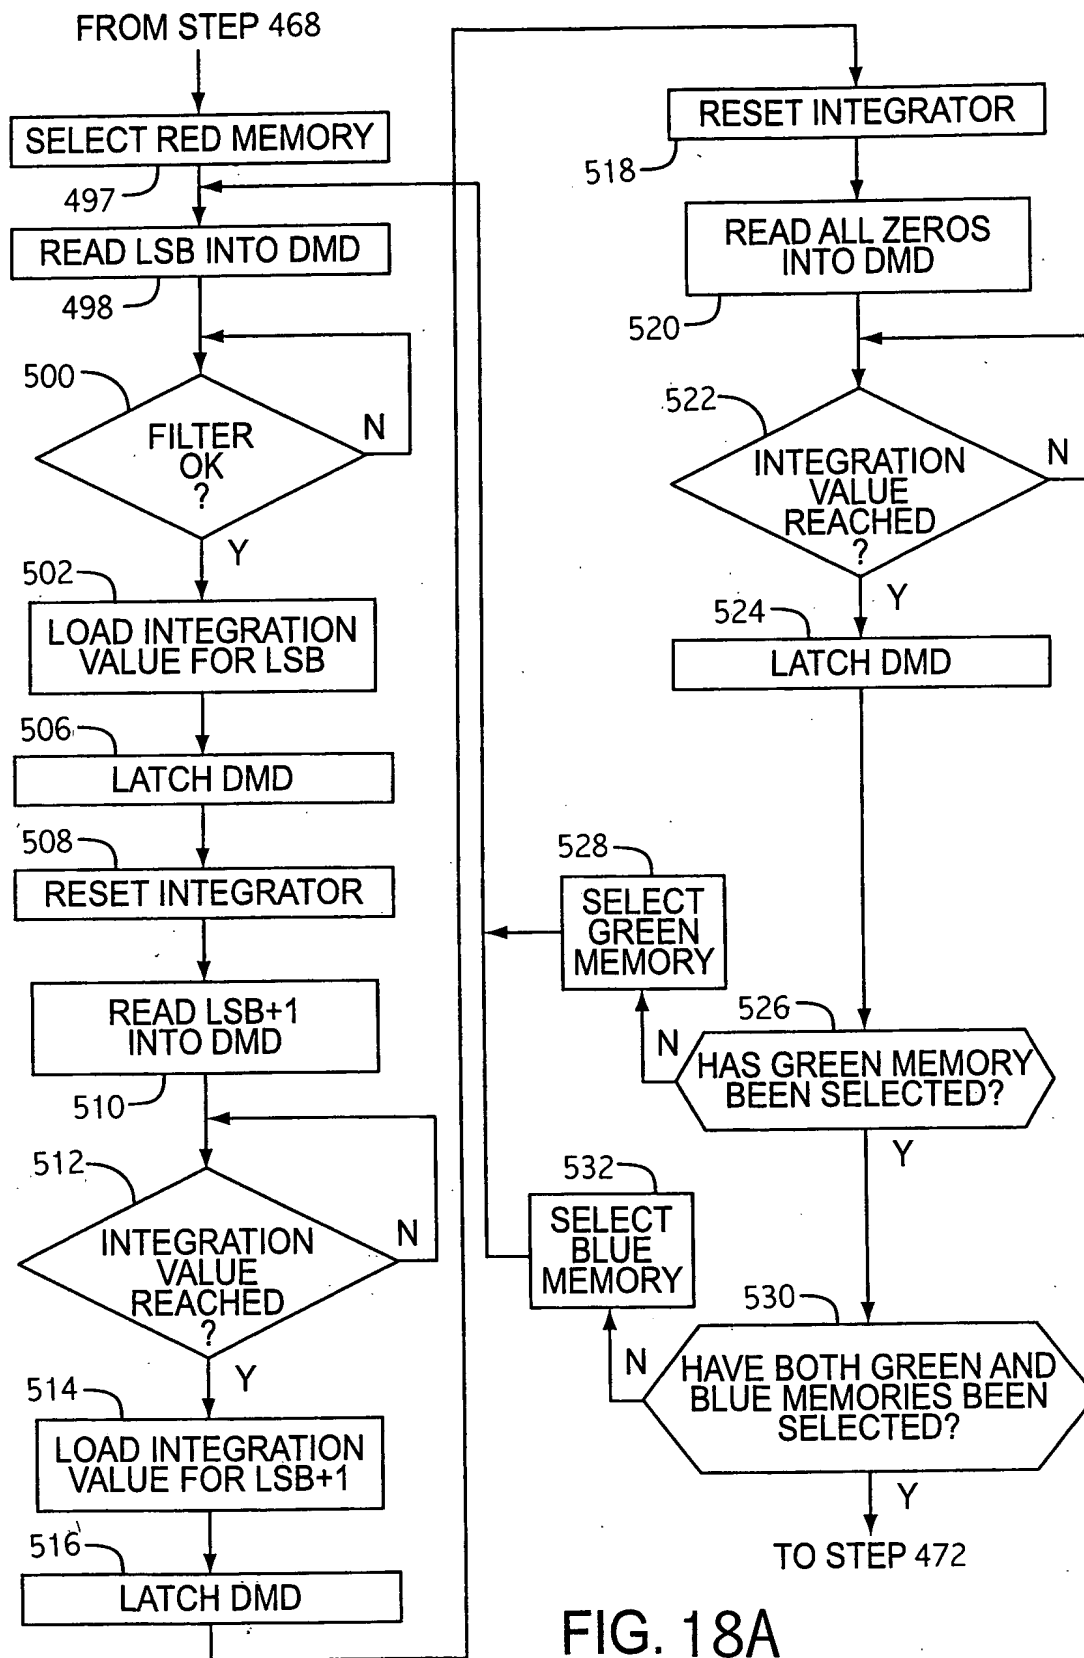 FROM STEP 468
SELECT RED MEMORY
497
READ LSB INTO DMD
498
500
FILTER
OK
?
N
Y
502
LOAD INTEGRATION
VALUE FOR LSB
506
LATCH DMD
508
RESET INTEGRATOR
READ LSB+1
INTO DMD
510
512
INTEGRATION
VALUE
REACHED
?
N
Y
514
LOAD INTEGRATION
VALUE FOR LSB+1
516
LATCH DMD
RESET INTEGRATOR
518
READ ALL ZEROS
INTO DMD
520
522
INTEGRATION
VALUE
REACHED
?
N
Y
524
LATCH DMD
528
SELECT
GREEN
MEMORY
526
N
HAS GREEN MEMORY
BEEN SELECTED?
Y
532
SELECT
BLUE
MEMORY
530
N
HAVE BOTH GREEN AND
BLUE MEMORIES BEEN
SELECTED?
Y
TO STEP 472
FIG. 18A